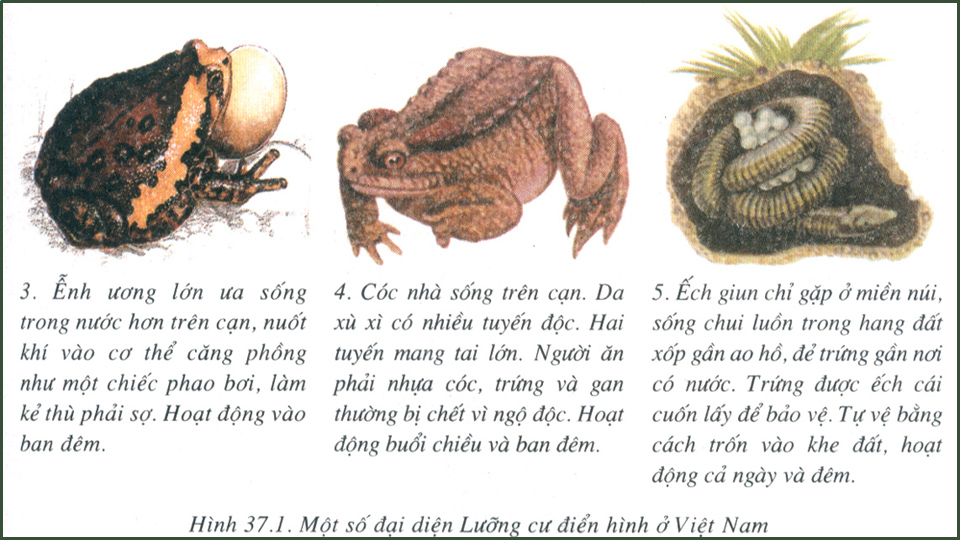 3. Ễnh ương lớn ưa sống
trong nước hơn trên cạn, nuốt
khí vào cơ thể căng phồng
như một chiếc phao bơi, làm
kẻ thù phải sợ. Hoạt động vào
ban đêm.
4. Cóc nhà sống trên cạn. Da
xù xì có nhiều tuyến độc. Hai
tuyến mang tai lớn. Người ăn
phải nhựa cóc, trứng và gan
thường bị chết vì ngộ độc. Hoạt
động buổi chiều và ban đêm.
5. Ếch giun chỉ gặp ở miền núi,
sống chui luồn trong hang đất
xốp gần ao hồ, đẻ trứng gần nơi
có nước. Trứng được ếch cái
cuốn lấy để bảo vệ. Tự vệ bằng
cách trốn vào khe đất, hoạt
động cả ngày và đêm.
Hình 37.1. Một số đại diện Lưỡng cư điển hình ở Việt Nam